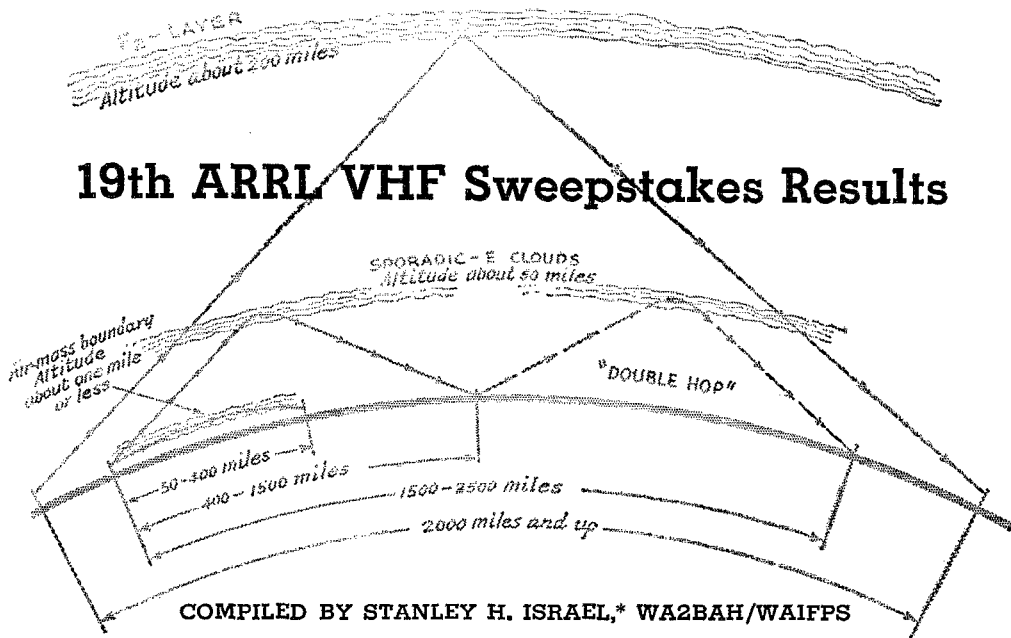 F2-LAYER
Altitude about 200 miles
19th ARRL VHF Sweepstakes Results
SPORADIC-E CLOUDS
Altitude about 50 miles
Air-mass boundary
Altitude
about one mile
or less
"DOUBLE HOP"
50-400 miles
400-1500 miles
1500-2500 miles
2000 miles and up
COMPILED BY STANLEY H. ISRAEL,* WA2BAH/WA1FPS